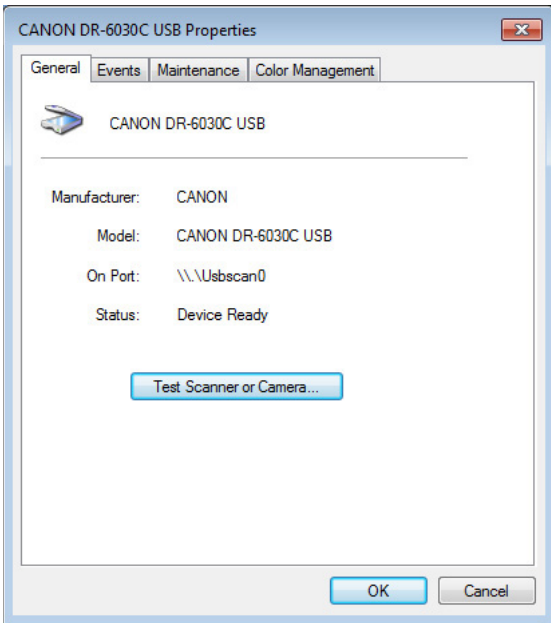 CANON DR-6030C USB Properties
General Events Maintenance Color Management
CANON DR-6030C USB
Manufacturer: CANON
Model: CANON DR-6030C USB
On Port: \\.\Usbscan0
Status: Device Ready
Test Scanner or Camera...
OK Cancel